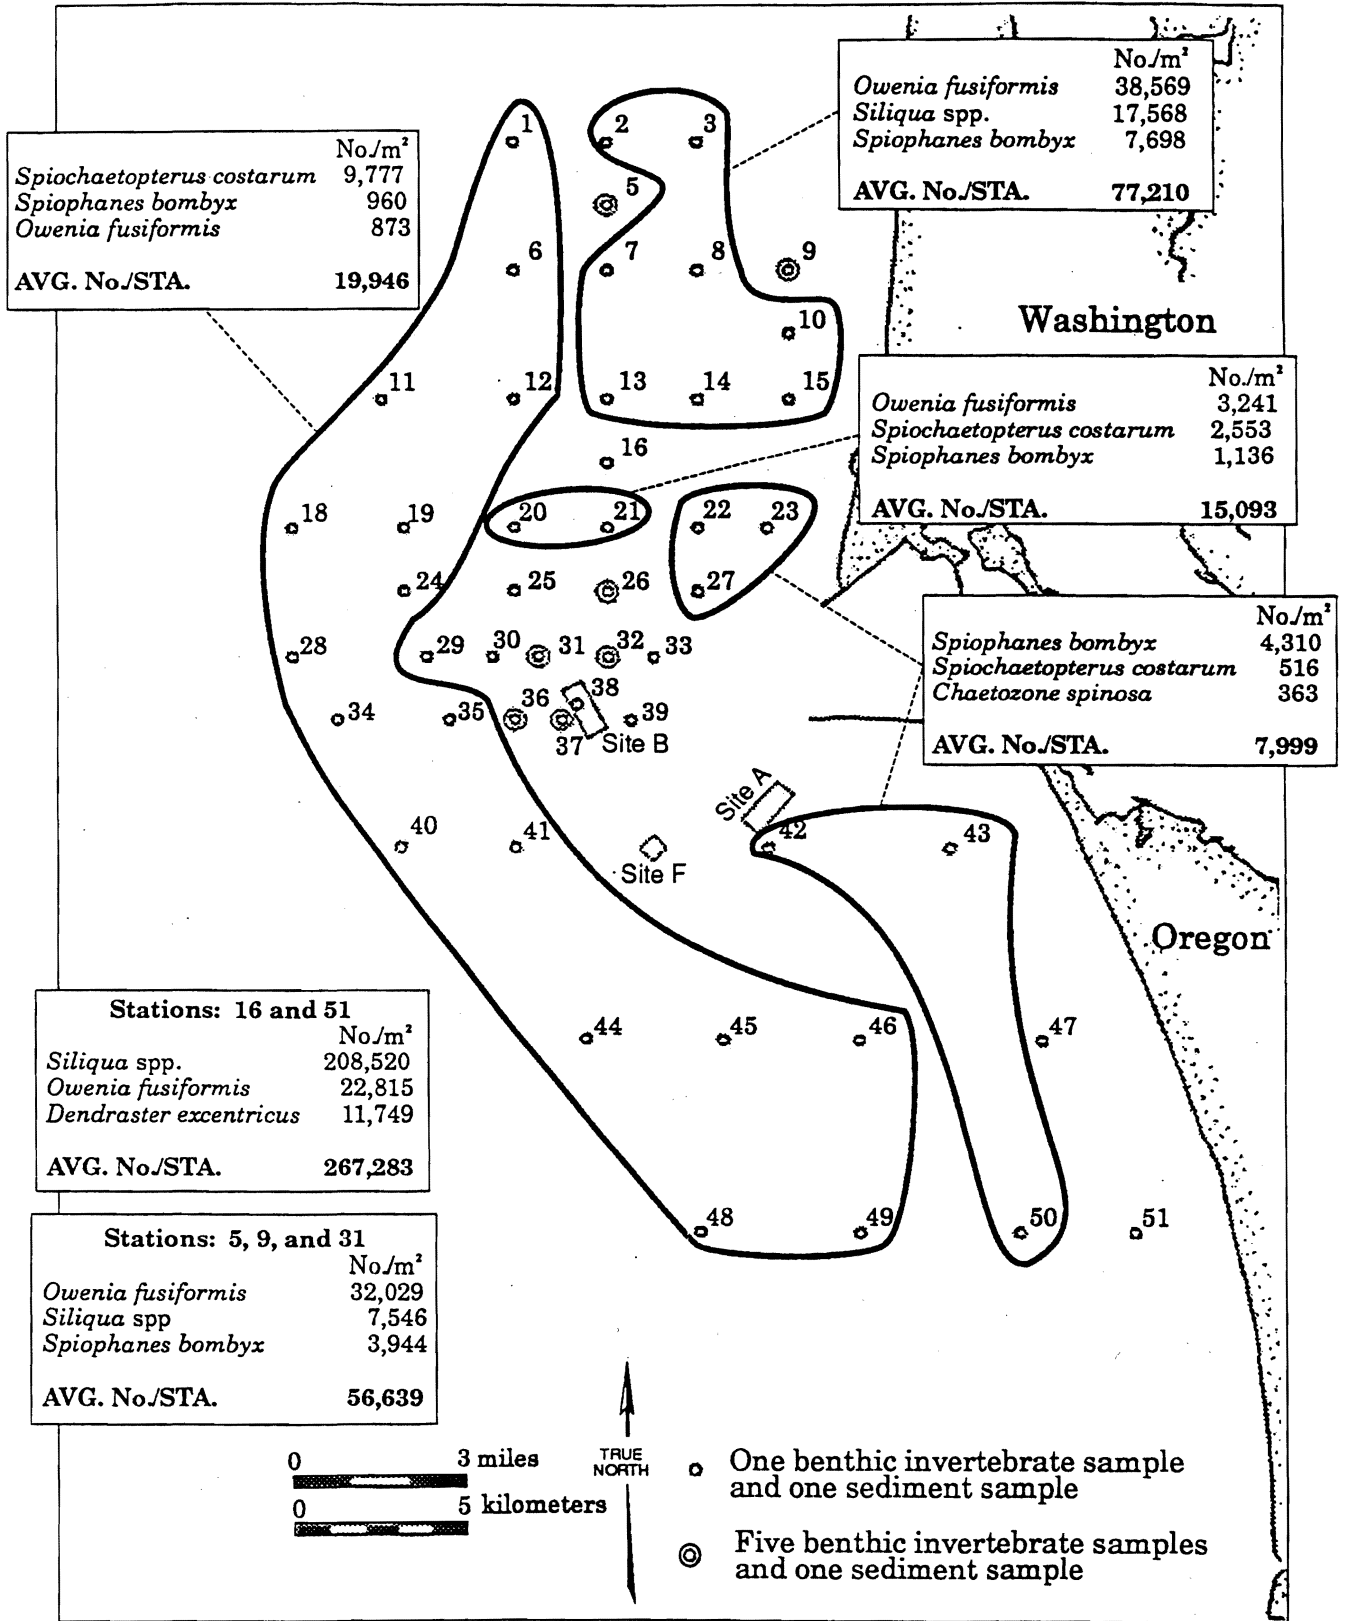 No./m²
Owenia fusiformis 38,569
Siliqua spp. 17,568
Spiophanes bombyx 7,698
AVG. No./STA. 77,210
No./m²
Spiochaetopterus costarum 9,777
Spiophanes bombyx 960
Owenia fusiformis 873
AVG. No./STA. 19,946
1 2 3
5
6 7 8 9
10
Washington
11 12 13 14 15
No./m²
Owenia fusiformis 3,241
Spiochaetopterus costarum 2,553
Spiophanes bombyx 1,136
AVG. No./STA. 15,093
16
18 19 20 21 22 23
24 25 26 27
No./m²
Spiophanes bombyx 4,310
Spiochaetopterus costarum 516
Chaetozone spinosa 363
AVG. No./STA. 7,999
28 29 30 31 32 33
34 35 36 37 38 39
Site B
Site A
40 41 42 43
Site F
Oregon
Stations: 16 and 51
No./m²
Siliqua spp. 208,520
Owenia fusiformis 22,815
Dendraster excentricus 11,749
AVG. No./STA. 267,283
44 45 46 47
48 49 50 51
Stations: 5, 9, and 31
No./m²
Owenia fusiformis 32,029
Siliqua spp 7,546
Spiophanes bombyx 3,944
AVG. No./STA. 56,639
0 3 miles
0 5 kilometers
TRUE
NORTH
One benthic invertebrate sample
and one sediment sample
Five benthic invertebrate samples
and one sediment sample